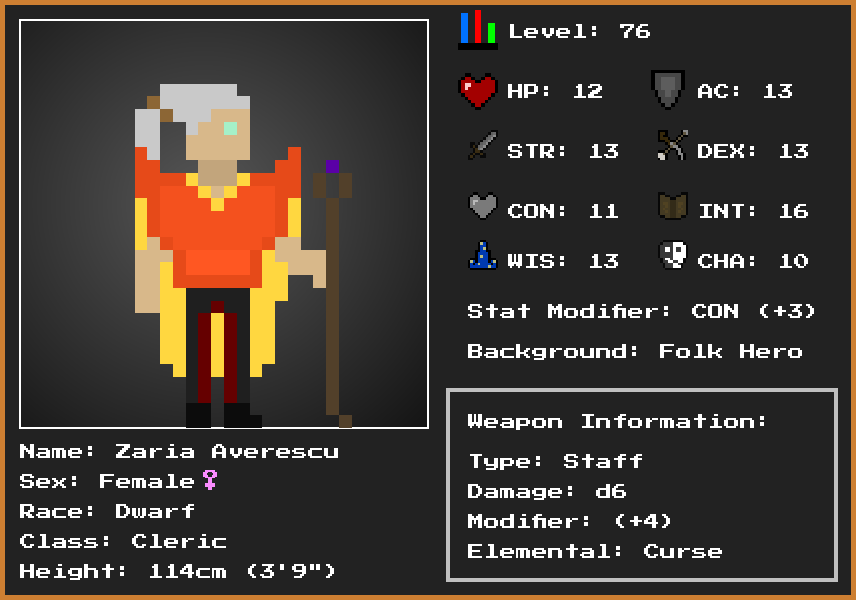 Level: 76
HP: 12
AC: 13
STR: 13
DEX: 13
CON: 11
INT: 16
WIS: 13
CHA: 10
Stat Modifier: CON (+3)
Background: Folk Hero
Weapon Information:
Type: Staff
Damage: d6
Modifier: (+4)
Elemental: Curse
Name: Zaria Averescu
Sex: Female♀
Race: Dwarf
Class: Cleric
Height: 114cm (3'9")